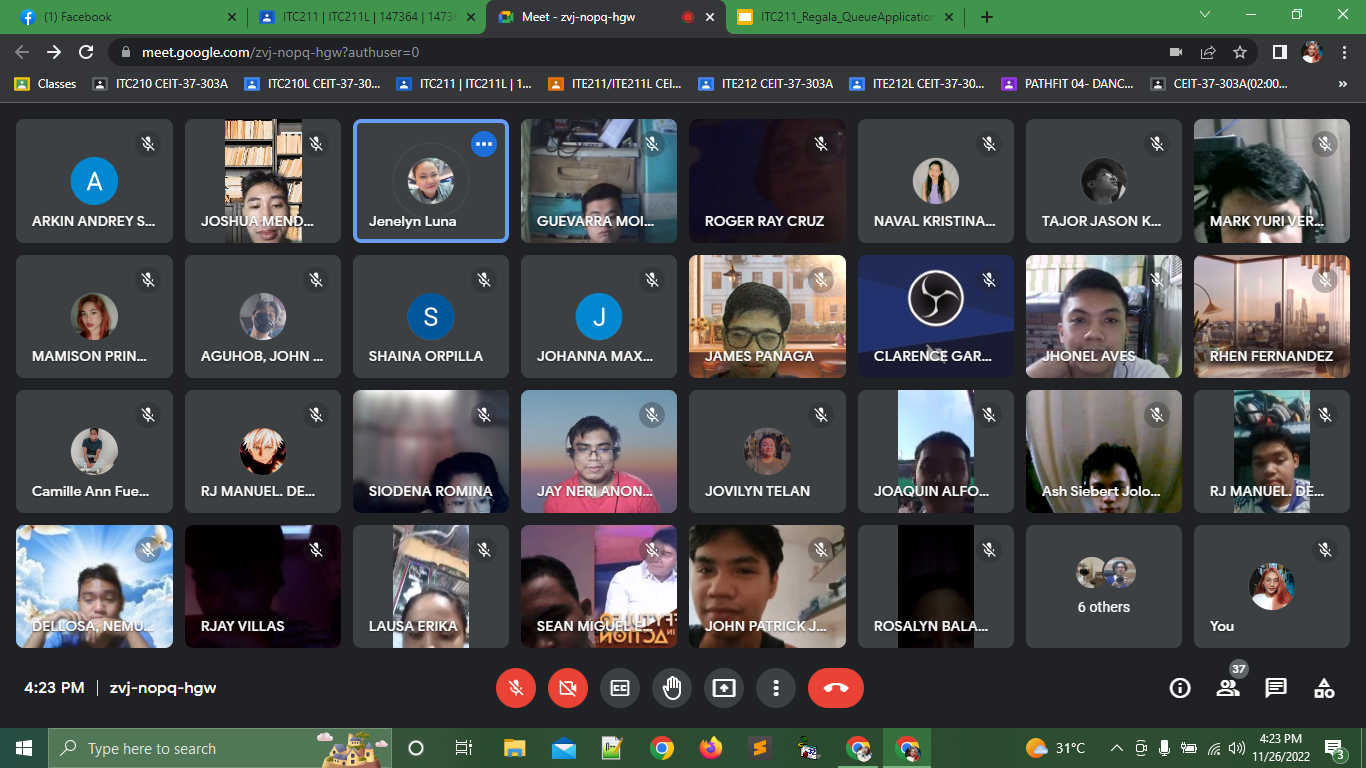 (1) Facebook
ITC211 | ITC211L | 147364 | 1473
Meet - zvj-nopq-hgw
ITC211_Regala_QueueApplication
meet.google.com/zvj-nopq-hgw?authuser=0
Classes
ITC210 CEIT-37-303A
ITC210L CEIT-37-30...
ITC211 | ITC211L | 1...
ITE211/ITE211L CEI...
ITE212 CEIT-37-303A
ITE212L CEIT-37-30...
PATHFIT 04- DANC...
CEIT-37-303A(02:00...
»
A
ARKIN ANDREY S...
JOSHUA MEND...
Jenelyn Luna
GUEVARRA MOI...
ROGER RAY CRUZ
NAVAL KRISTINA...
TAJOR JASON K...
MARK YURI VER...
MAMISON PRIN...
AGUHOB, JOHN ...
S
SHAINA ORPILLA
J
JOHANNA MAX...
JAMES PANAGA
CLARENCE GAR...
JHONEL AVES
RHEN FERNANDEZ
Camille Ann Fue...
RJ MANUEL. DE...
SIODENA ROMINA
JAY NERI ANON...
JOVILYN TELAN
JOAQUIN ALFO...
Ash Siebert Jolo...
RJ MANUEL. DE...
DELLOSA, NEMU...
RJAY VILLAS
LAUSA ERIKA
SEAN MIGUEL E...
IN
ACTION
JOHN PATRICK J...
ROSALYN BALA...
6 others
You
4:23 PM | zvj-nopq-hgw
37
Type here to search
31°C
4:23 PM
11/26/2022
3